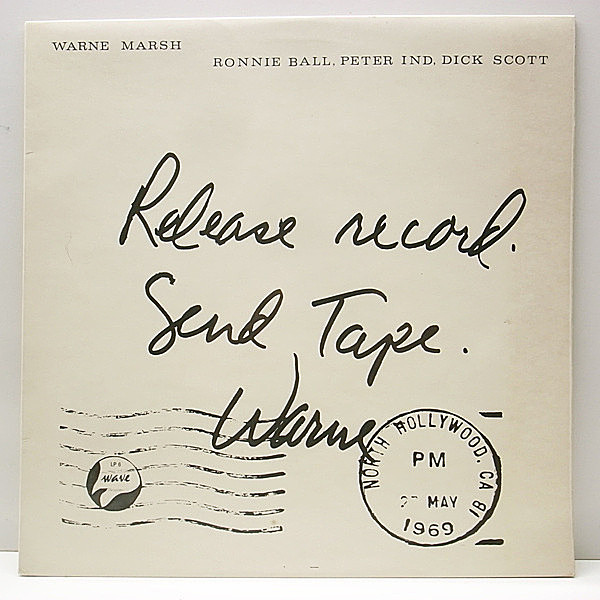 WARNE MARSH
RONNIE BALL, PETER IND, DICK SCOTT
Release record.
Send Tape.
Warne
LP 6
wave
NORTH HOLLYWOOD, CA
PM
MAY
1969